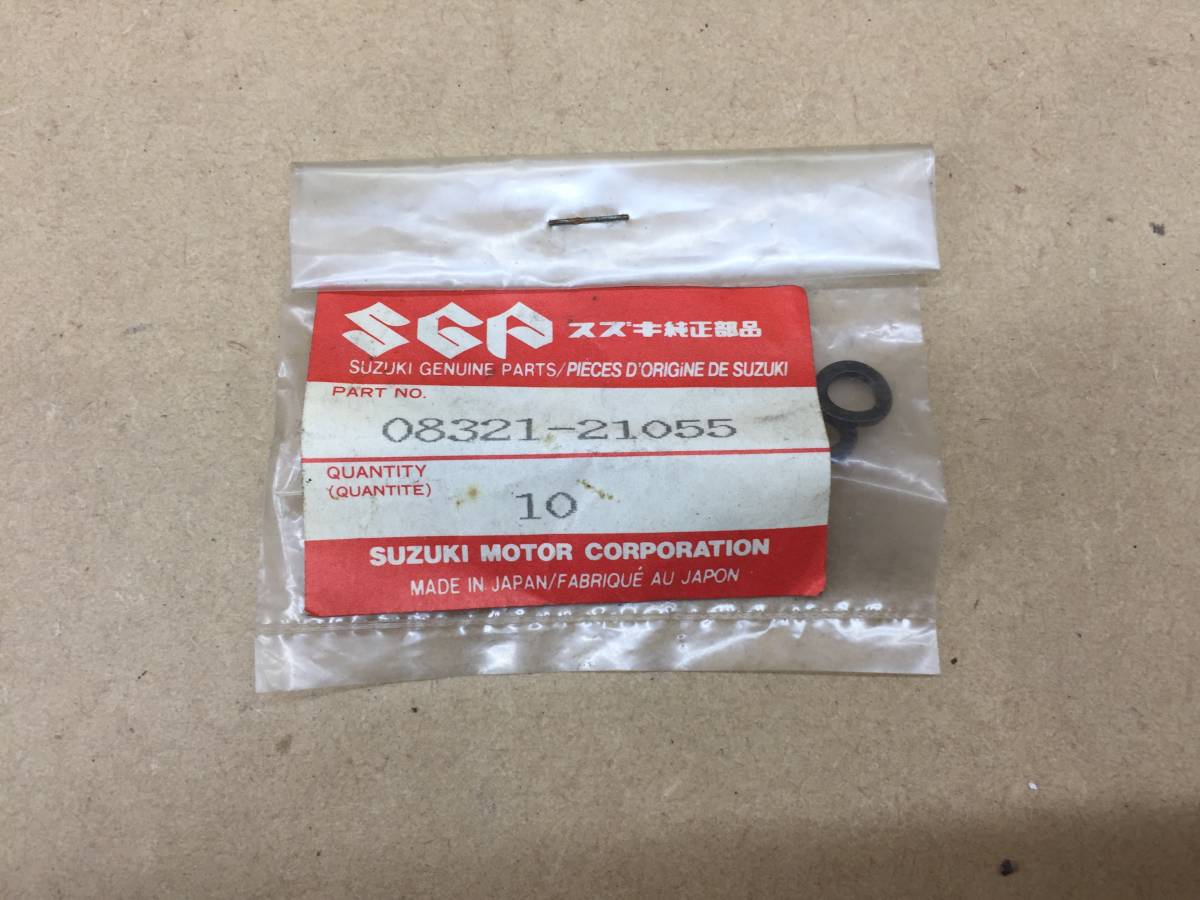 SGP スズキ純正部品
SUZUKI GENUINE PARTS/PIÈCES D'ORIGINE DE SUZUKI
PART NO.
08321-21055
QUANTITY
(QUANTITE)
10
SUZUKI MOTOR CORPORATION
MADE IN JAPAN/FABRIQUÉ AU JAPON